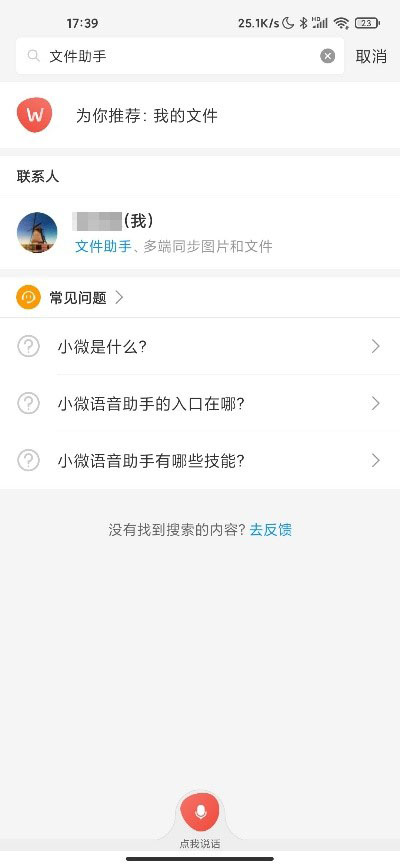 17:39 25.1K/s HD 23
文件助手 取消
W 为你推荐: 我的文件
联系人
(我)
文件助手、多端同步图片和文件
常见问题
小微是什么?
小微语音助手的入口在哪?
小微语音助手有哪些技能?
没有找到搜索的内容? 去反馈
点我说话